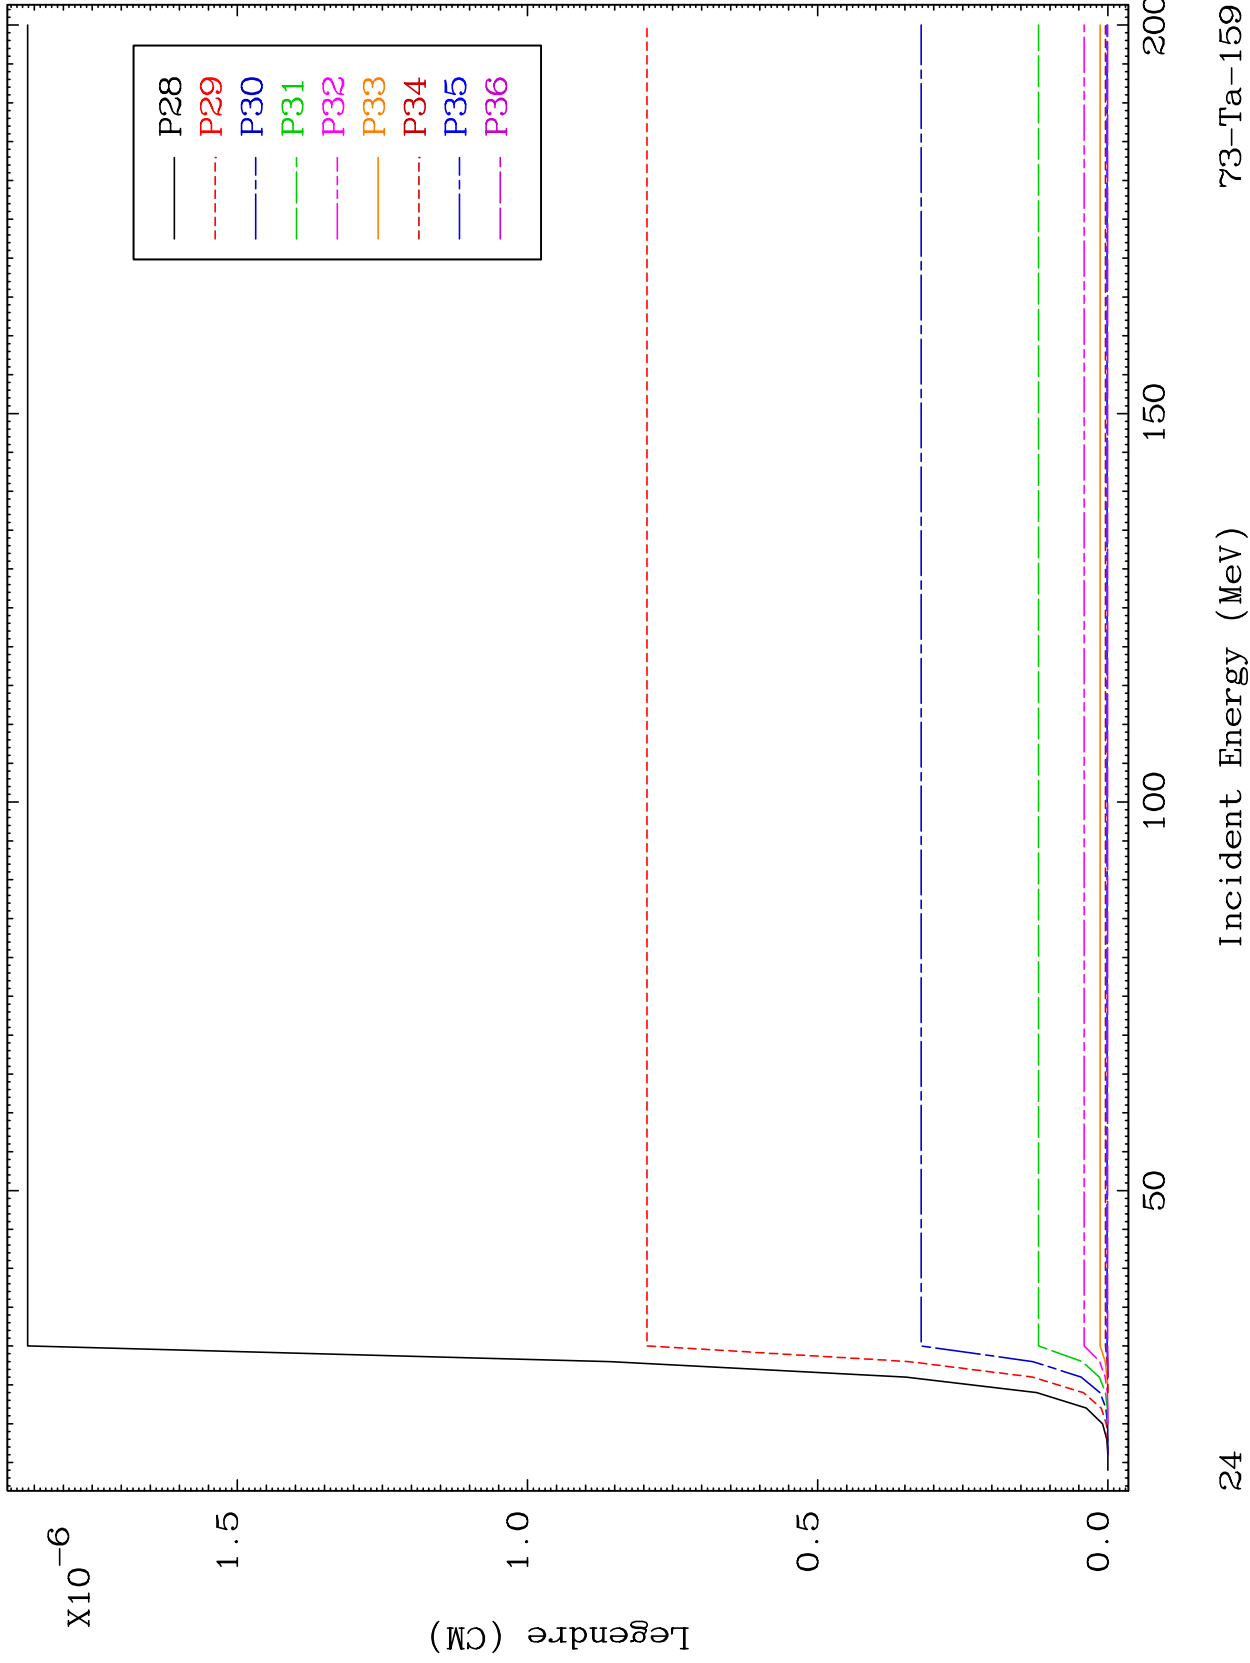 X10-6
1.5
1.0
0.5
0.0
Legendre (CM)
P28
P29
P30
P31
P32
P33
P34
P35
P36
50
100
150
200
Incident Energy (MeV)
24
73-Ta-159